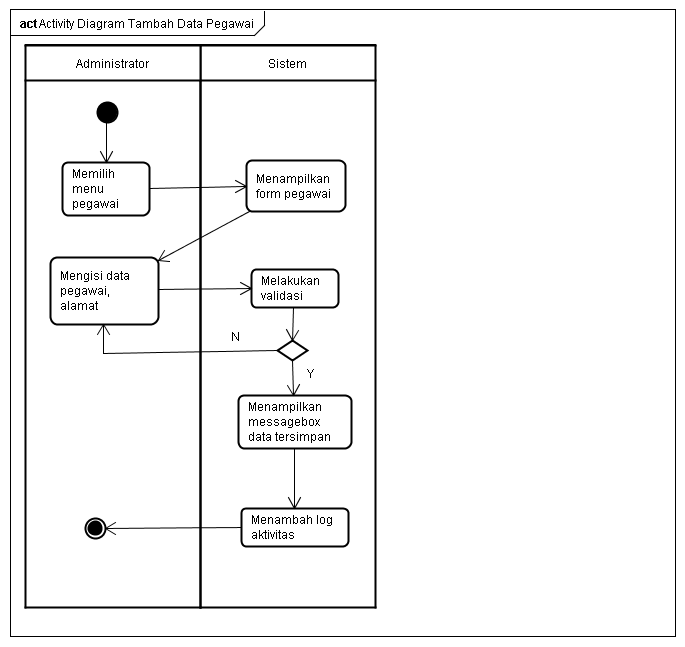 act Activity Diagram Tambah Data Pegawai
Administrator
Sistem
Memilih
menu
pegawai
Menampilkan
form pegawai
Mengisi data
pegawai,
alamat
Melakukan
validasi
N
Y
Menampilkan
messagebox
data tersimpan
Menambah log
aktivitas